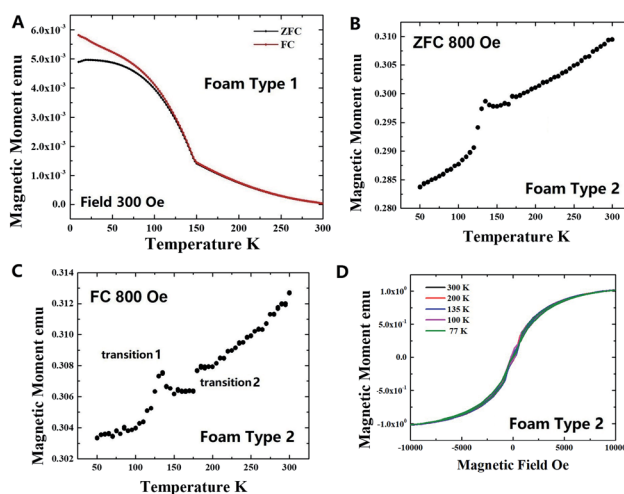 A
ZFC
FC
Foam Type 1
Field 300 Oe
Magnetic Moment emu
6.0x10⁻³
5.0x10⁻³
4.0x10⁻³
3.0x10⁻³
2.0x10⁻³
1.0x10⁻³
0.0
0 50 100 150 200 250 300
Temperature K
B
ZFC 800 Oe
Foam Type 2
Magnetic Moment emu
0.310
0.305
0.300
0.295
0.290
0.285
0.280
50 100 150 200 250 300
Temperature K
C
FC 800 Oe
transition 1
transition 2
Foam Type 2
Magnetic Moment emu
0.314
0.312
0.310
0.308
0.306
0.304
0.302
50 100 150 200 250 300
Temperature K
D
300 K
200 K
135 K
100 K
77 K
Foam Type 2
Magnetic Moment emu
1.0x10⁰
5.0x10⁻¹
0.0
-5.0x10⁻¹
-1.0x10⁰
-10000 -5000 0 5000 10000
Magnetic Field Oe